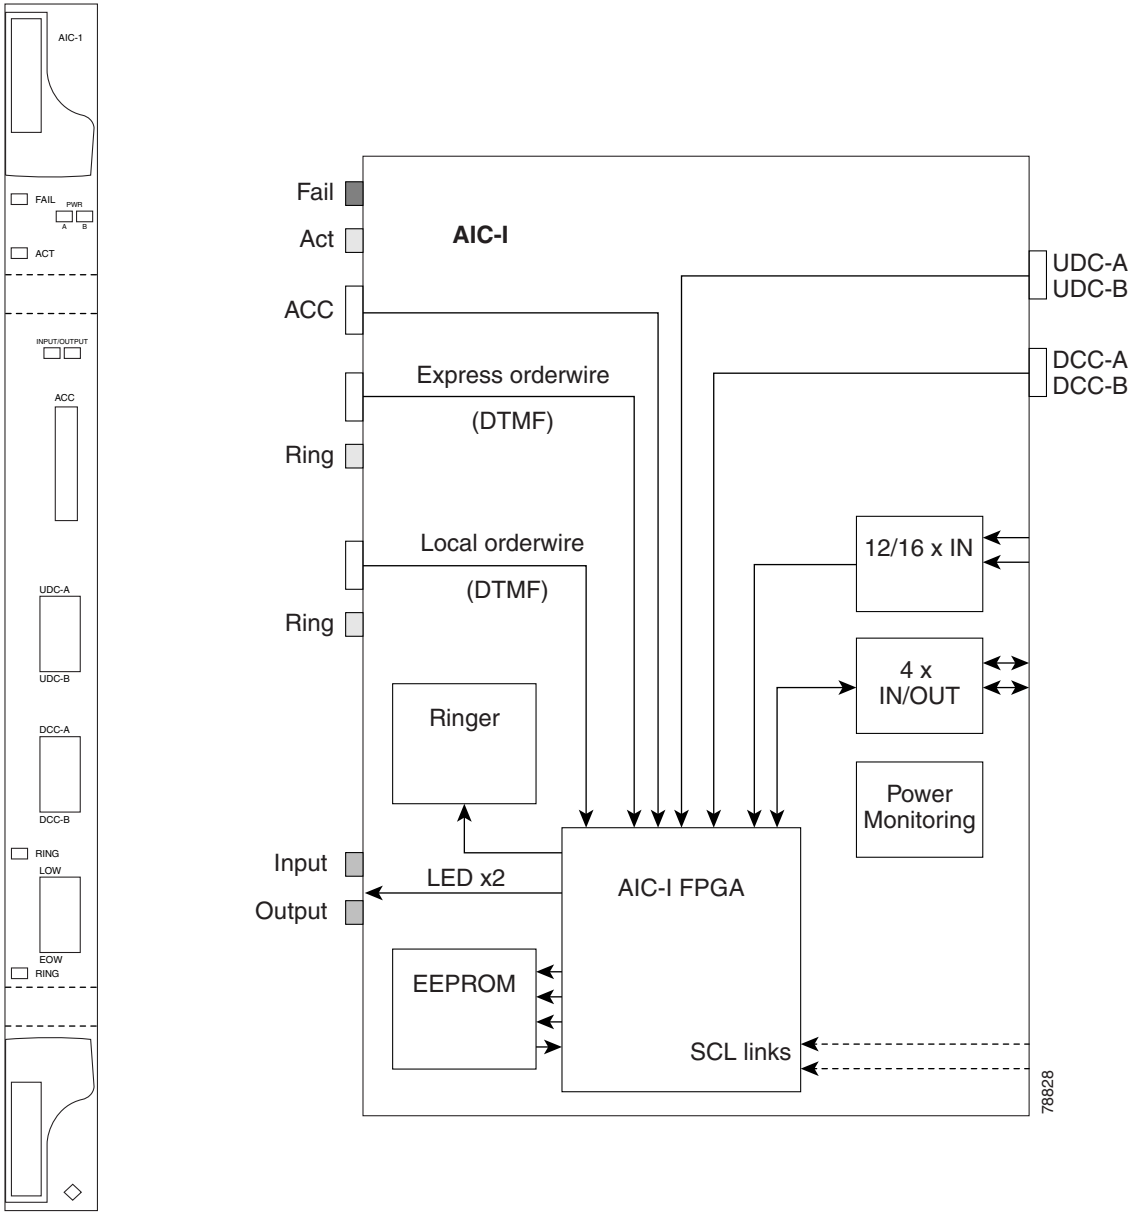 AIC-1
FAIL
PWR
A B
ACT
INPUT/OUTPUT
ACC
UDC-A
UDC-B
DCC-A
DCC-B
RING
LOW
EOW
RING
Fail
Act
AIC-I
ACC
UDC-A
UDC-B
DCC-A
DCC-B
Express orderwire
(DTMF)
Ring
Local orderwire
(DTMF)
Ring
12/16 x IN
4 x
IN/OUT
Ringer
Power
Monitoring
Input
LED x2
Output
AIC-I FPGA
EEPROM
SCL links
78828